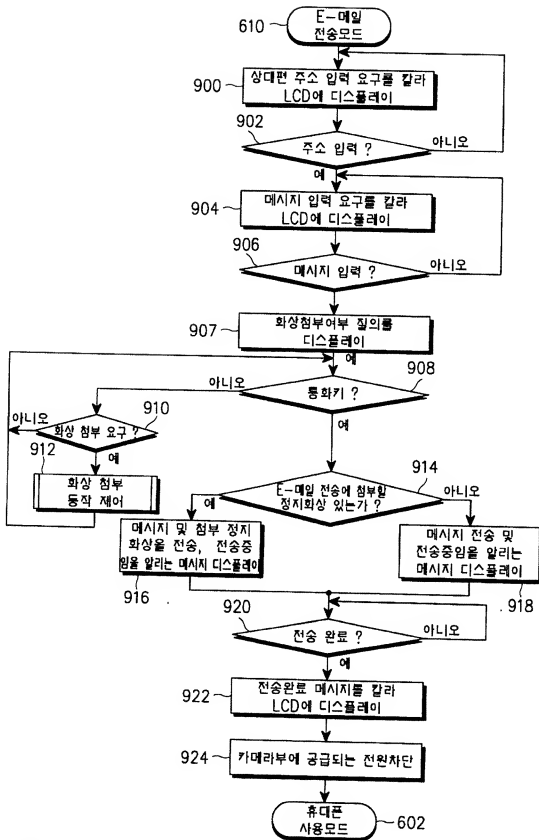 E-메일
전송모드
610
900
상대편 주소 입력 요구를 칼라
LCD에 디스플레이
902
주소 입력 ?
아니오
예
904
메시지 입력 요구를 칼라
LCD에 디스플레이
906
메시지 입력 ?
아니오
예
907
화상첨부여부 질의를
디스플레이
예
908
통화키 ?
아니오
예
910
아니오
화상 첨부 요구 ?
예
912
화상 첨부
동작 제어
914
E-메일 전송에 첨부할
정지화상 있는가 ?
예
아니오
메시지 및 첨부 정지
화상을 전송, 전송중
임을 알리는 메시지 디스플레이
916
메시지 전송 및
전송중임을 알리는
메시지 디스플레이
918
920
전송 완료 ?
아니오
예
922
전송완료 메시지를 칼라
LCD에 디스플레이
924
카메라부에 공급되는 전원차단
휴대폰
사용모드
602